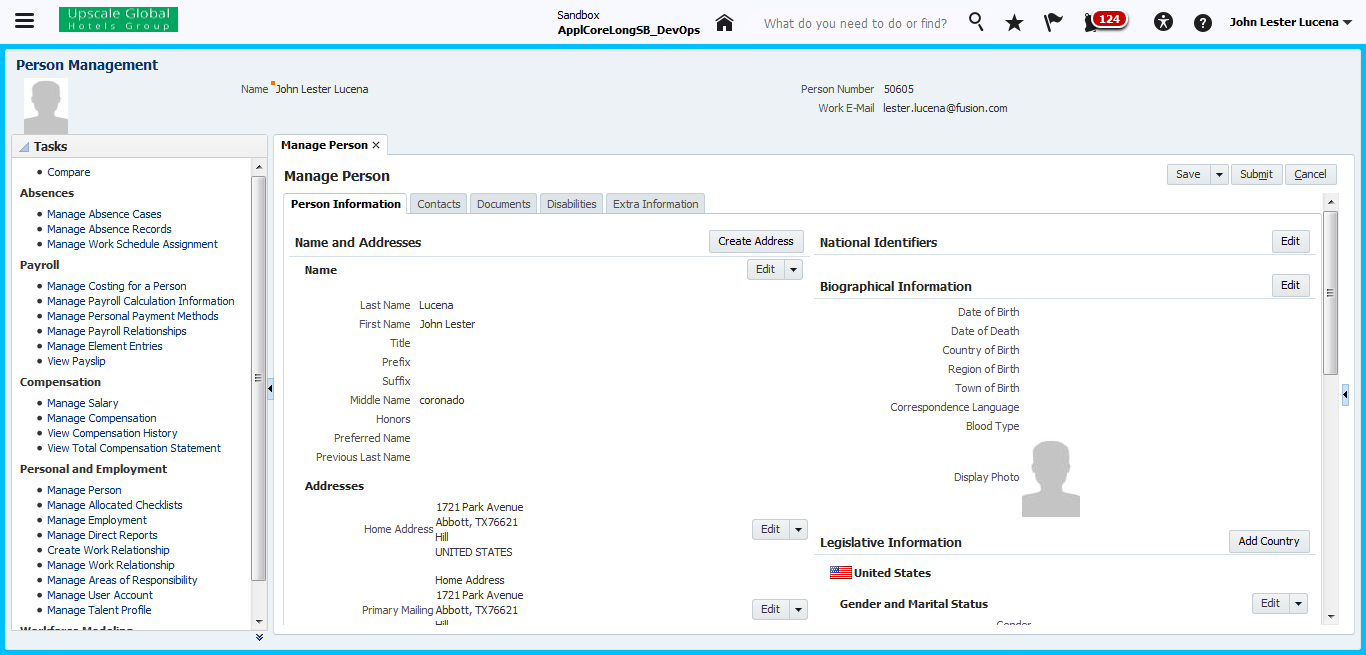 Upscale Global
Hotels Group
Sandbox
ApplCoreLongSB_DevOps
What do you need to do or find?
124
John Lester Lucena
Person Management
Name John Lester Lucena
Person Number 50605
Work E-Mail lester.lucena@fusion.com
Tasks
Compare
Absences
Manage Absence Cases
Manage Absence Records
Manage Work Schedule Assignment
Payroll
Manage Costing for a Person
Manage Payroll Calculation Information
Manage Personal Payment Methods
Manage Payroll Relationships
Manage Element Entries
View Payslip
Compensation
Manage Salary
Manage Compensation
View Compensation History
View Total Compensation Statement
Personal and Employment
Manage Person
Manage Allocated Checklists
Manage Employment
Manage Direct Reports
Create Work Relationship
Manage Work Relationship
Manage Areas of Responsibility
Manage User Account
Manage Talent Profile
Workforce Modeling
Manage Person
Manage Person
Save Submit Cancel
Person Information Contacts Documents Disabilities Extra Information
Name and Addresses Create Address
Name Edit
Last Name Lucena
First Name John Lester
Title
Prefix
Suffix
Middle Name coronado
Honors
Preferred Name
Previous Last Name
Addresses
1721 Park Avenue
Abbott, TX76621
Home Address Hill Edit
UNITED STATES
Home Address
1721 Park Avenue
Primary Mailing Abbott, TX76621 Edit
Hill
National Identifiers Edit
Biographical Information Edit
Date of Birth
Date of Death
Country of Birth
Region of Birth
Town of Birth
Correspondence Language
Blood Type
Display Photo
Legislative Information Add Country
United States
Gender and Marital Status Edit
Gender